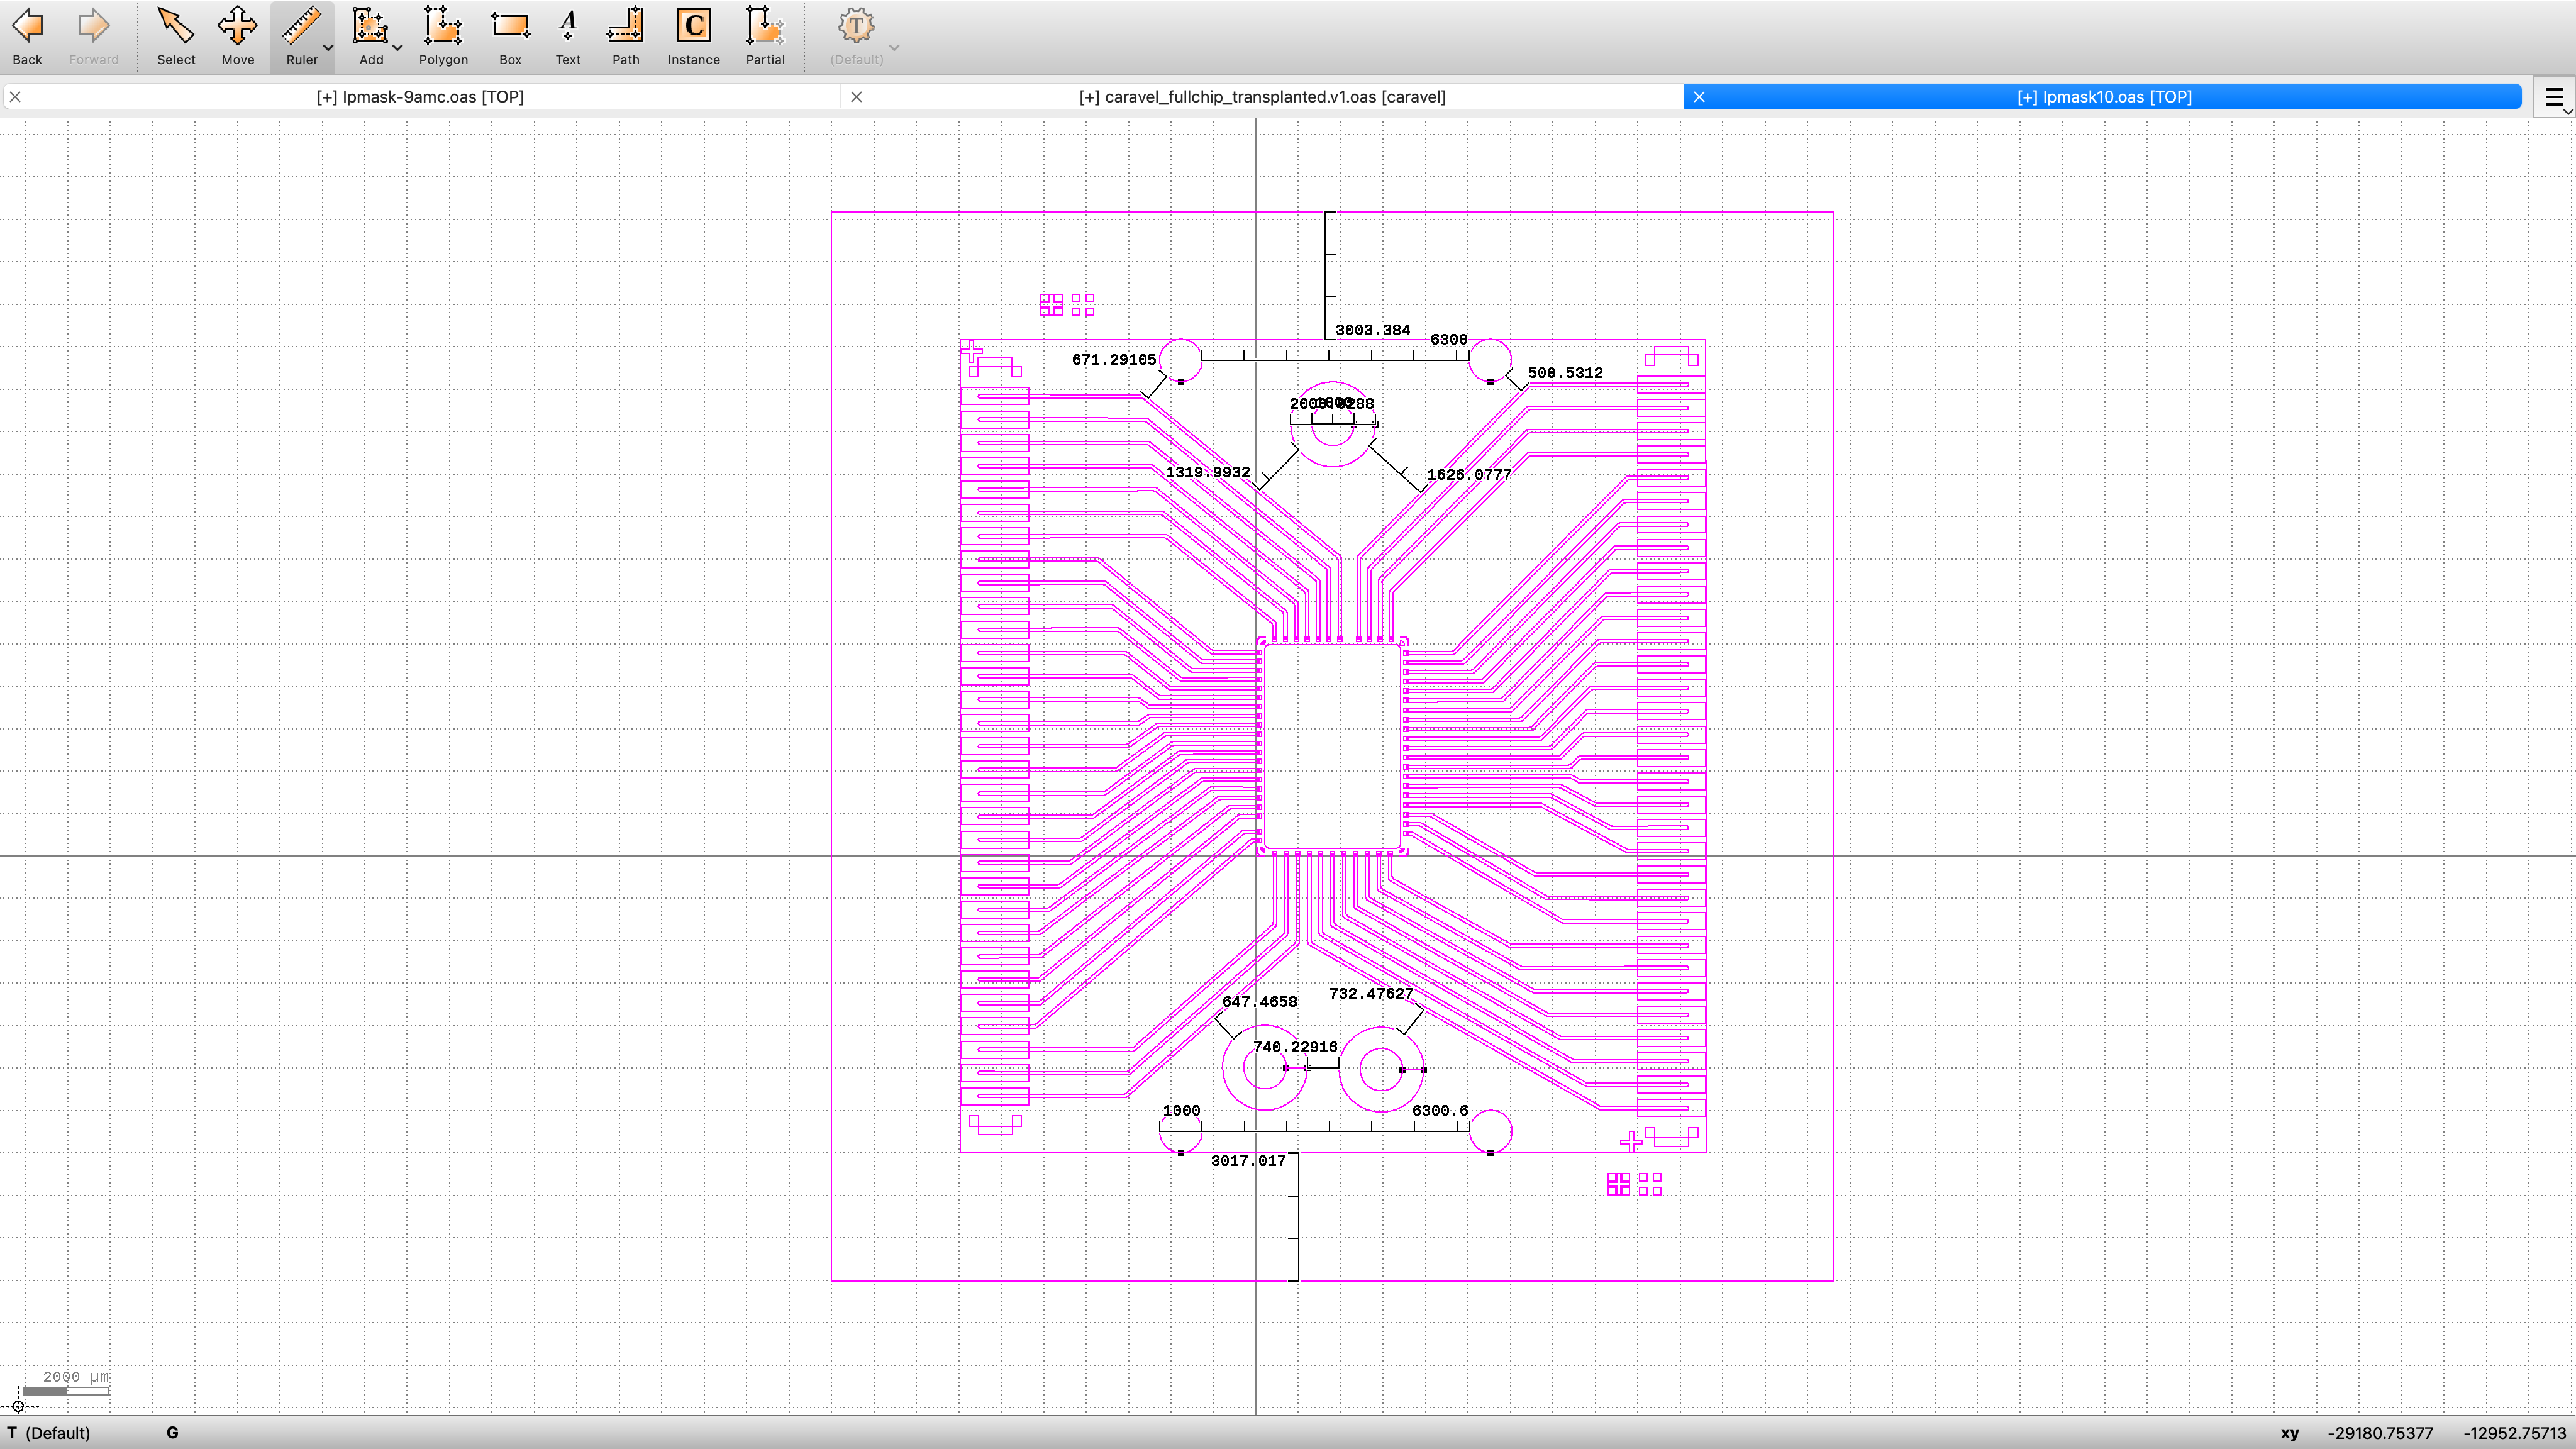 Back
Forward
Select
Move
Ruler
Add
Polygon
Box
Text
Path
Instance
Partial
(Default)
[+] lpmask-9amc.oas [TOP]
[+] caravel_fullchip_transplanted.v1.oas [caravel]
[+] lpmask10.oas [TOP]
3003.384
6300
671.29105
500.5312
1000
1319.9932
1626.0777
647.4658
732.47627
740.22916
1000
6300.6
3017.017
2000 µm
T (Default)
G
xy
-29180.75377
-12952.75713